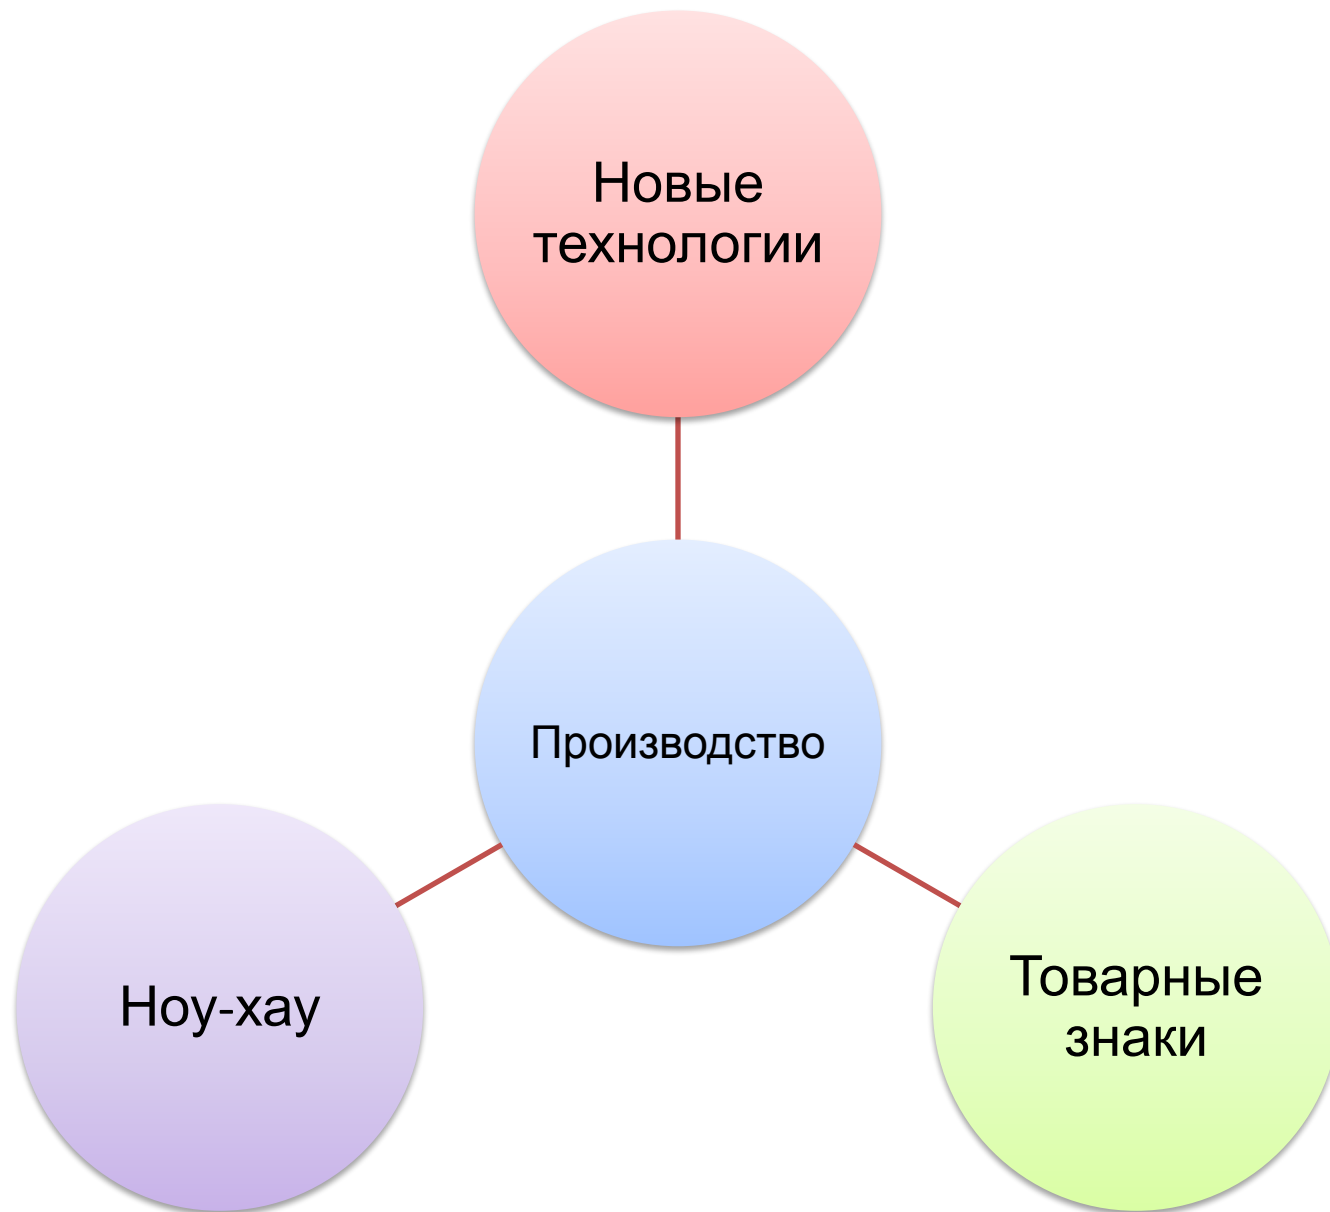 Новые
технологии
Производство
Ноу-хау
Товарные
знаки